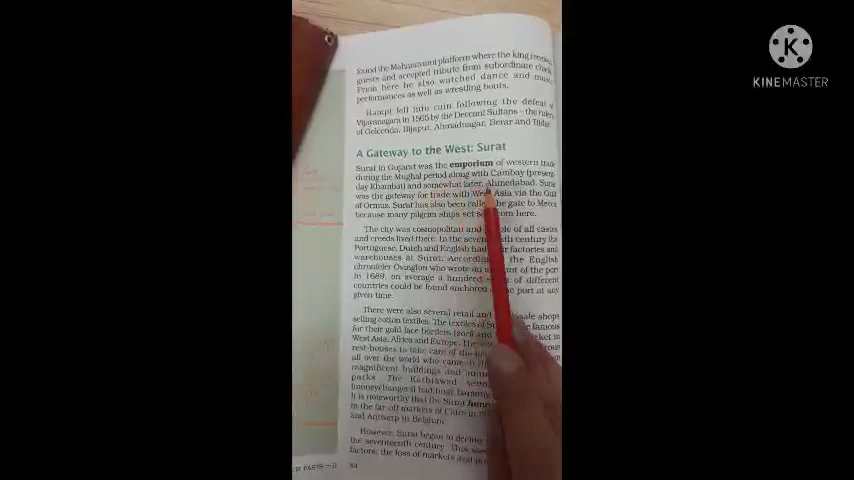 K
KINEMASTER
found the Mahanavami platform where the king received
guests and accepted tribute from subordinate chiefs.
From here he also watched dance and music
performances as well as wrestling bouts.
Hampi fell into ruin following the defeat of
Vijayanagara in 1565 by the Deccani Sultans – the rulers
of Golconda, Bijapur, Ahmadnagar, Berar and Bidar.
A Gateway to the West: Surat
Surat in Gujarat was the emporium of western trade
during the Mughal period along with Cambay (present-
day Khambat) and somewhat later, Ahmedabad. Surat
was the gateway for trade with West Asia via the Gulf
of Ormuz. Surat has also been called the gate to Mecca
because many pilgrim ships set sail from here.
The city was cosmopolitan and people of all castes
and creeds lived there. In the seventeenth century the
Portuguese, Dutch and English had their factories and
warehouses at Surat. According to the English
chronicler Ovington who wrote an account of the port
in 1689, on average a hundred ships of different
countries could be found anchored at the port at any
given time.
There were also several retail and wholesale shops
selling cotton textiles. The textiles of Surat were famous
for their gold lace borders (zari) and
West Asia, Africa and Europe. The
rest-houses to take care of the
all over the world who came
magnificent buildings and
parks. The Kathiawad
(moneychangers) had huge
It is noteworthy that the Surat
in the far-off markets of Cairo in
and Antwerp in Belgium.
However, Surat began to decline
the seventeenth century. This was
factors: the loss of markets and
R PASTS – II
64